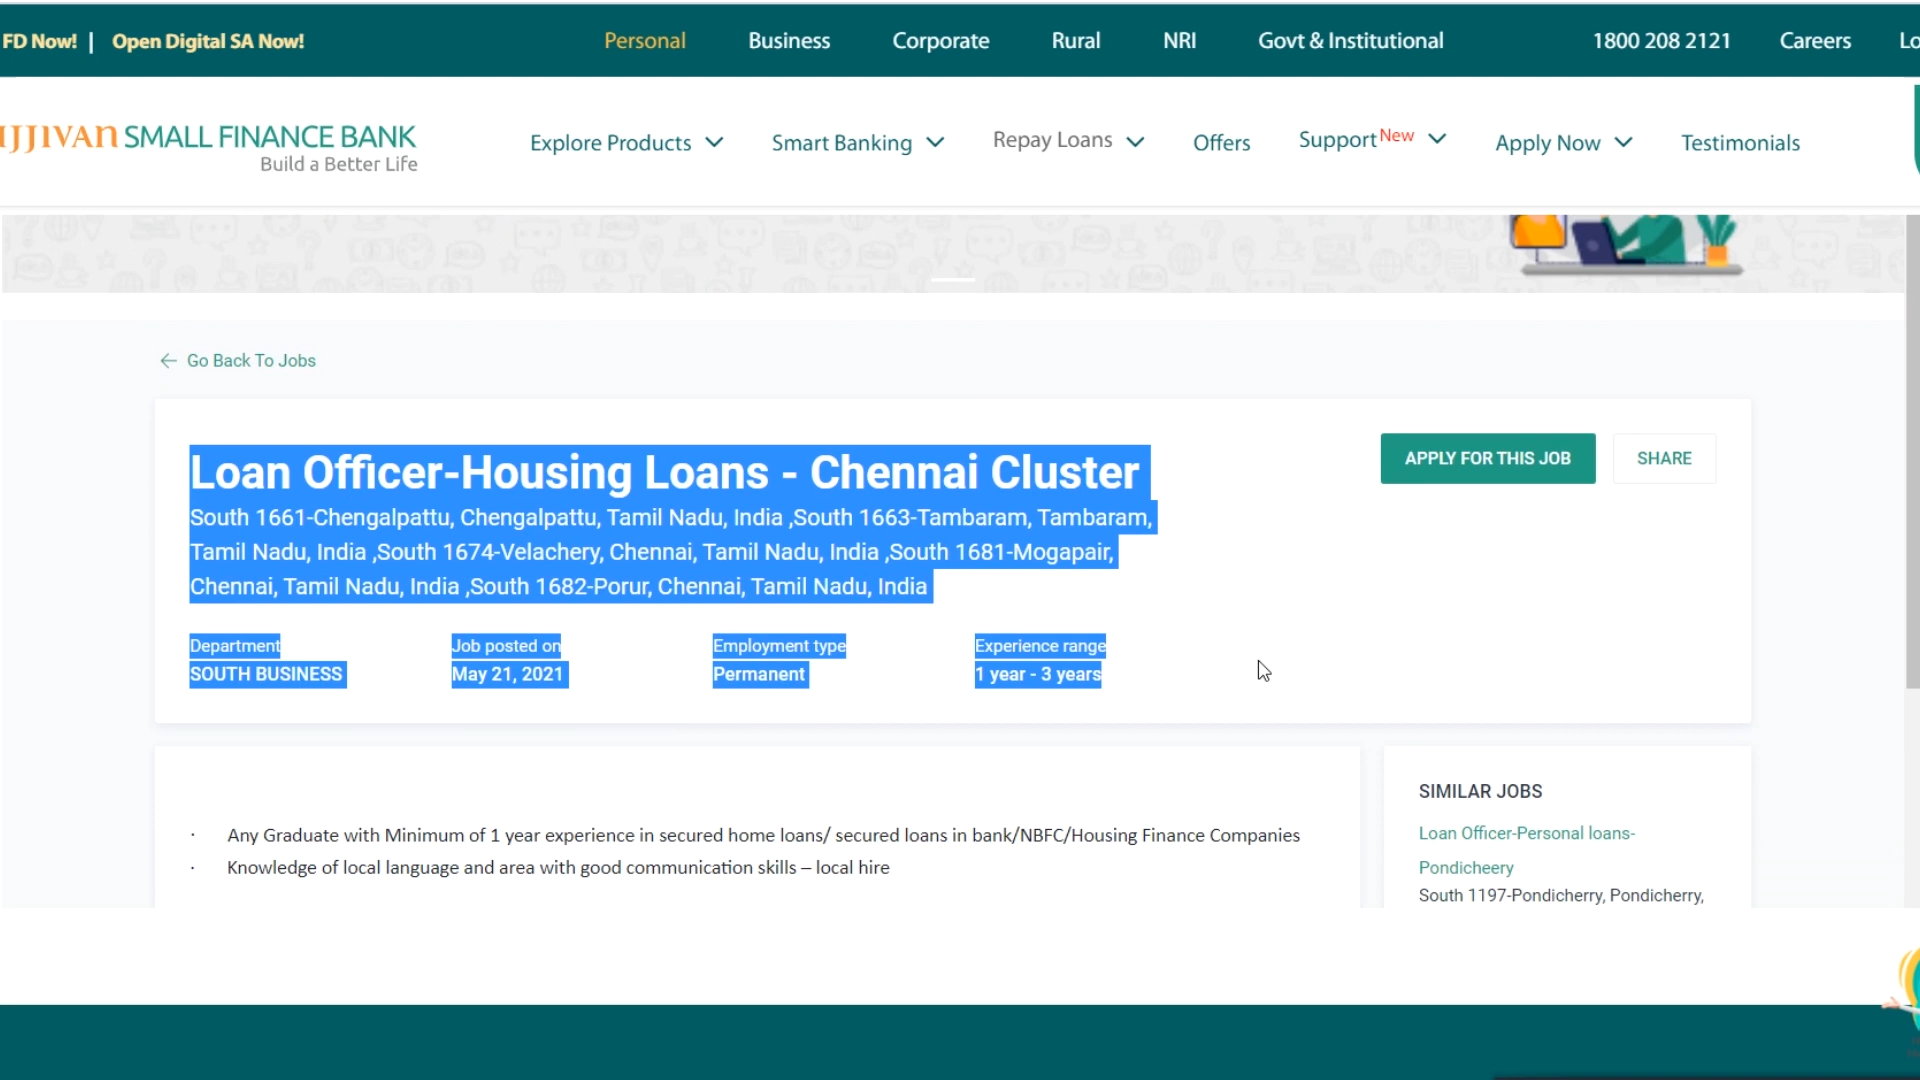 FD Now! | Open Digital SA Now!
Personal Business Corporate Rural NRI Govt & Institutional
1800 208 2121 Careers
IJJIVAN SMALL FINANCE BANK
Build a Better Life
Explore Products Smart Banking Repay Loans Offers Support New Apply Now Testimonials
Go Back To Jobs
Loan Officer-Housing Loans - Chennai Cluster
South 1661-Chengalpattu, Chengalpattu, Tamil Nadu, India ,South 1663-Tambaram, Tambaram,
Tamil Nadu, India ,South 1674-Velachery, Chennai, Tamil Nadu, India ,South 1681-Mogapair,
Chennai, Tamil Nadu, India ,South 1682-Porur, Chennai, Tamil Nadu, India
APPLY FOR THIS JOB
SHARE
Department
SOUTH BUSINESS
Job posted on
May 21, 2021
Employment type
Permanent
Experience range
1 year - 3 years
· Any Graduate with Minimum of 1 year experience in secured home loans/ secured loans in bank/NBFC/Housing Finance Companies
· Knowledge of local language and area with good communication skills – local hire
SIMILAR JOBS
Loan Officer-Personal loans-
Pondicheery
South 1197-Pondicherry, Pondicherry,